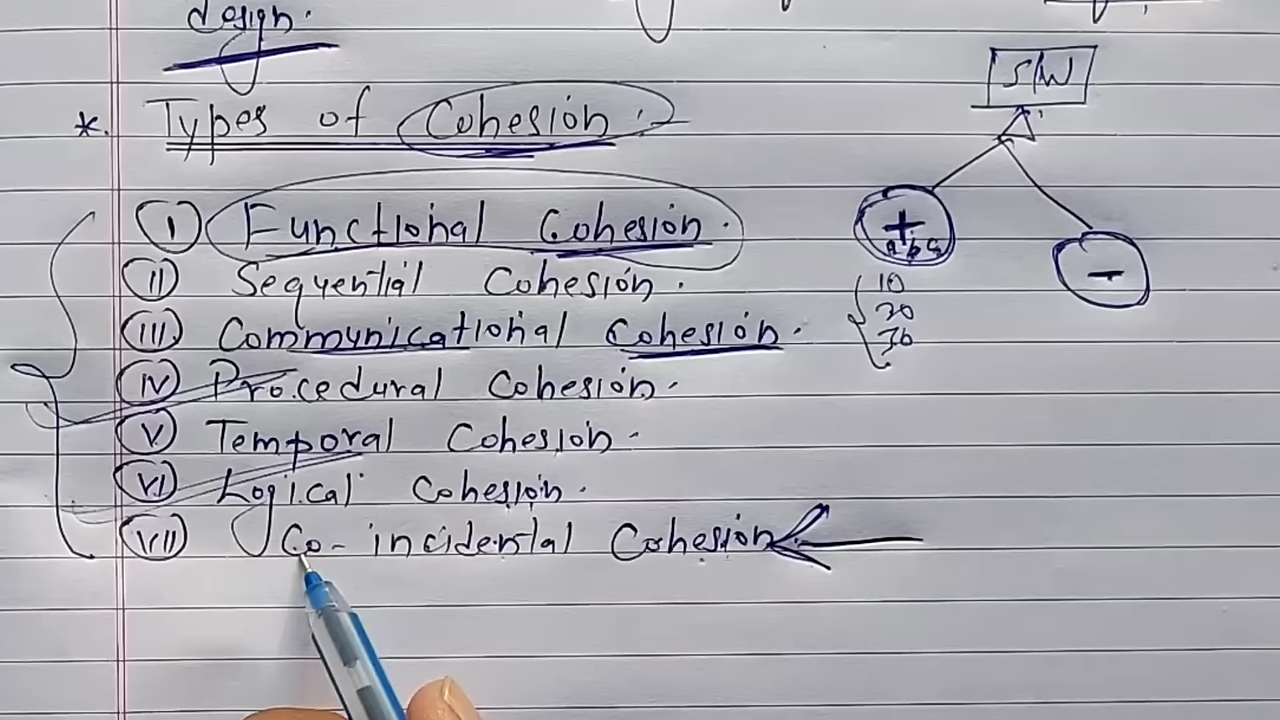 design.
*. Types of Cohesion :-
(I) Functional Cohesion.
(II) Sequential Cohesion.
(III) Communicational Cohesion.
(IV) Procedural Cohesion.
(V) Temporal Cohesion.
(VI) Logical Cohesion.
(VII) Co-incidental Cohesion.
S/W
+
-
10
20
30